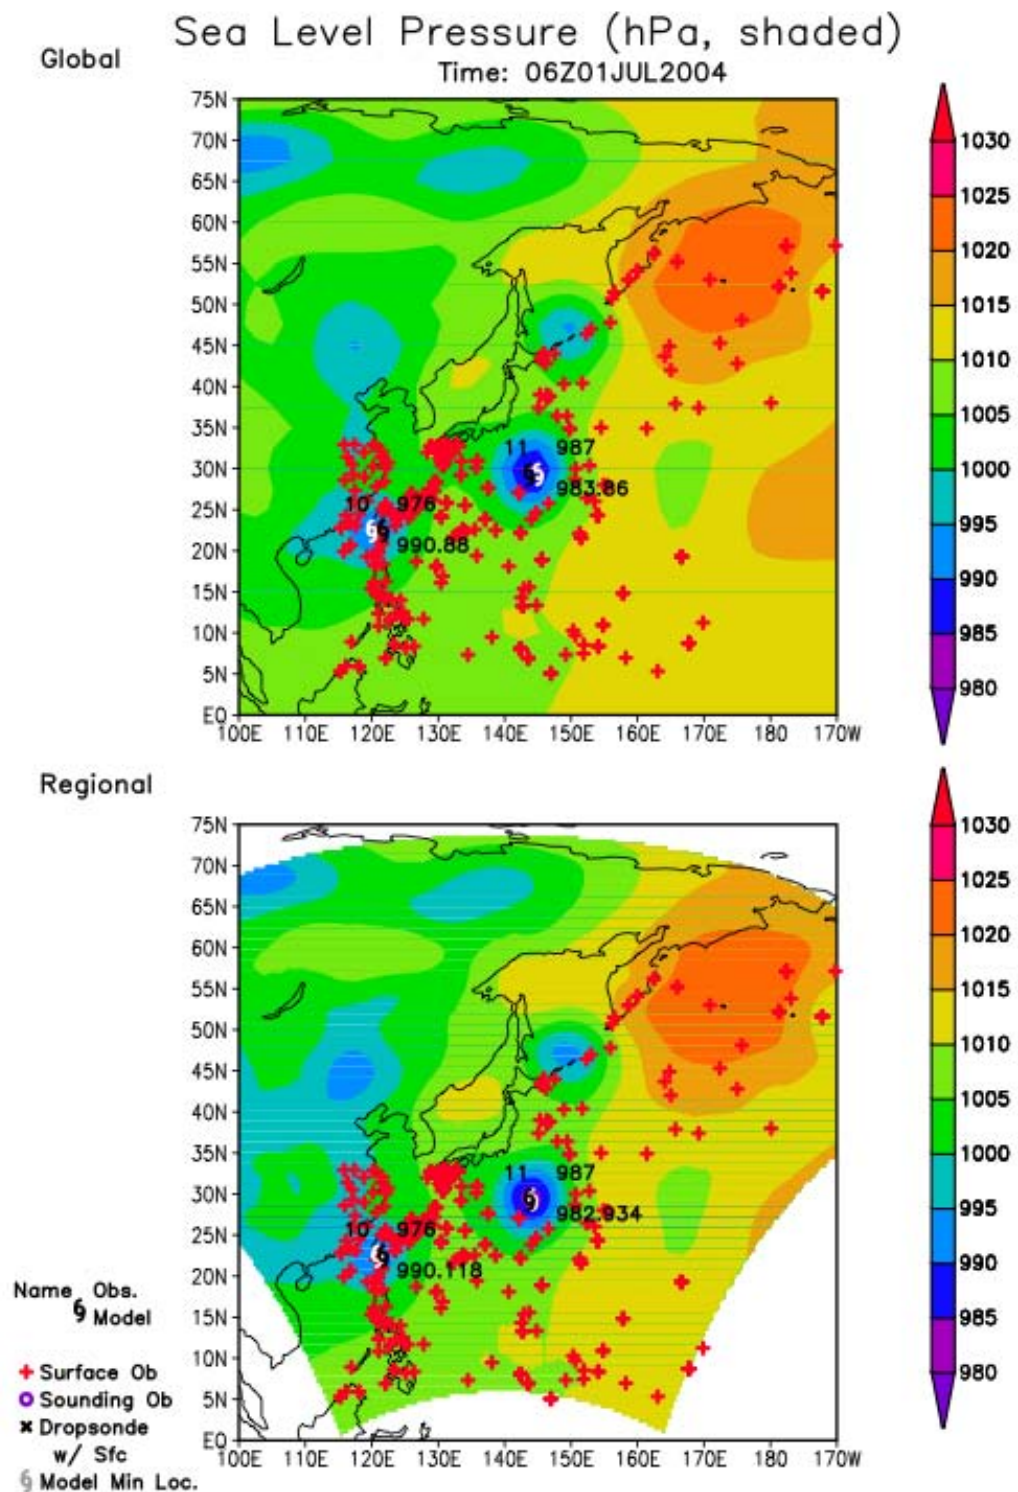 Sea Level Pressure (hPa, shaded)
Global
Time: 06Z01JUL2004
75N
70N
65N
60N
55N
50N
45N
40N
35N
30N
25N
20N
15N
10N
5N
EQ
100E 110E 120E 130E 140E 150E 160E 170E 180 170W
11 987
983.86
10 976
990.88
1030
1025
1020
1015
1010
1005
1000
995
990
985
980
Regional
75N
70N
65N
60N
55N
50N
45N
40N
35N
30N
25N
20N
15N
10N
5N
EQ
100E 110E 120E 130E 140E 150E 160E 170E 180 170W
11 987
982.934
10 976
990.118
1030
1025
1020
1015
1010
1005
1000
995
990
985
980
Name Obs.
Model
Surface Ob
Sounding Ob
Dropsonde
w/ Sfc
Model Min Loc.